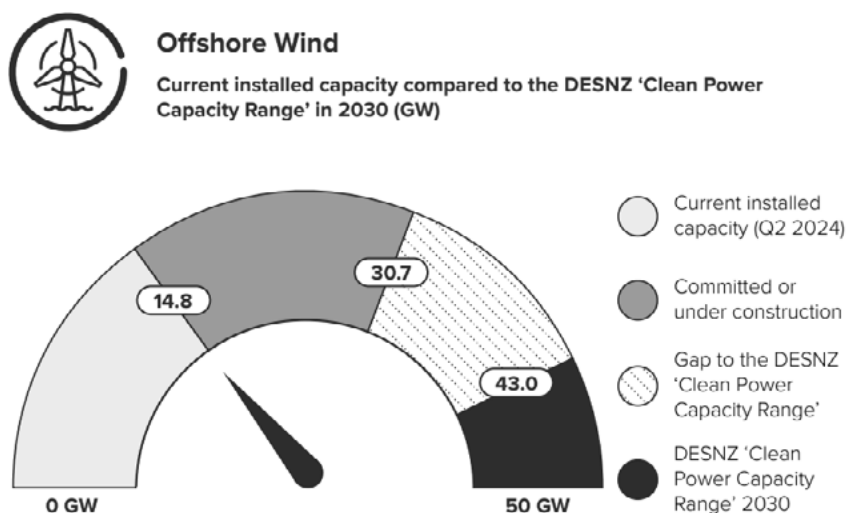 Offshore Wind
Current installed capacity compared to the DESNZ ‘Clean Power
Capacity Range’ in 2030 (GW)
14.8
30.7
43.0
0 GW
50 GW
Current installed
capacity (Q2 2024)
Committed or
under construction
Gap to the DESNZ
‘Clean Power
Capacity Range’
DESNZ ‘Clean
Power Capacity
Range’ 2030